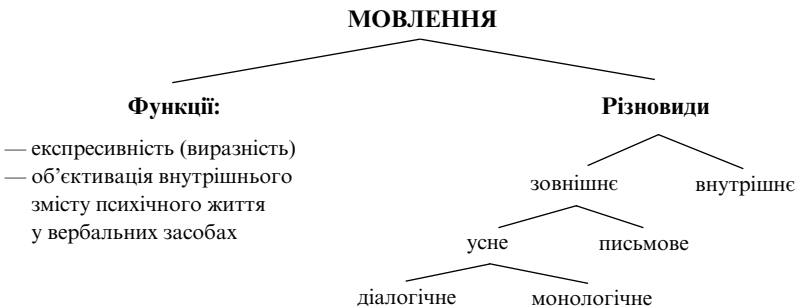 МОВЛЕННЯ
Функції:
— експресивність (виразність)
— об’єктивація внутрішнього
змісту психічного життя
у вербальних засобах
Різновиди
зовнішнє
внутрішнє
усне
письмове
діалогічне
монологічне